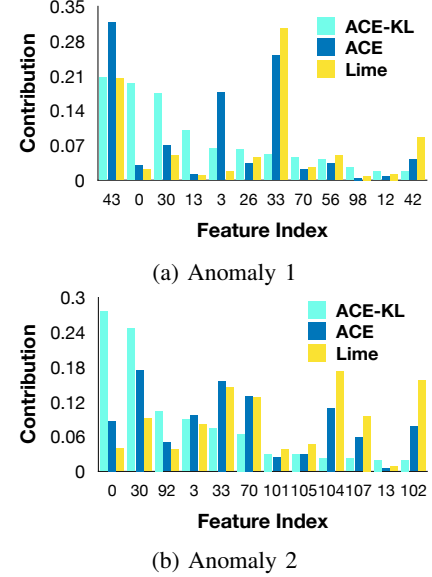 0.35
0.28
0.21
0.14
0.07
0
Contribution
ACE-KL
ACE
Lime
43 0 30 13 3 26 33 70 56 98 12 42
Feature Index
(a) Anomaly 1
0.3
0.24
0.18
0.12
0.06
0
Contribution
ACE-KL
ACE
Lime
0 30 92 3 33 70 101 105 104 107 13 102
Feature Index
(b) Anomaly 2